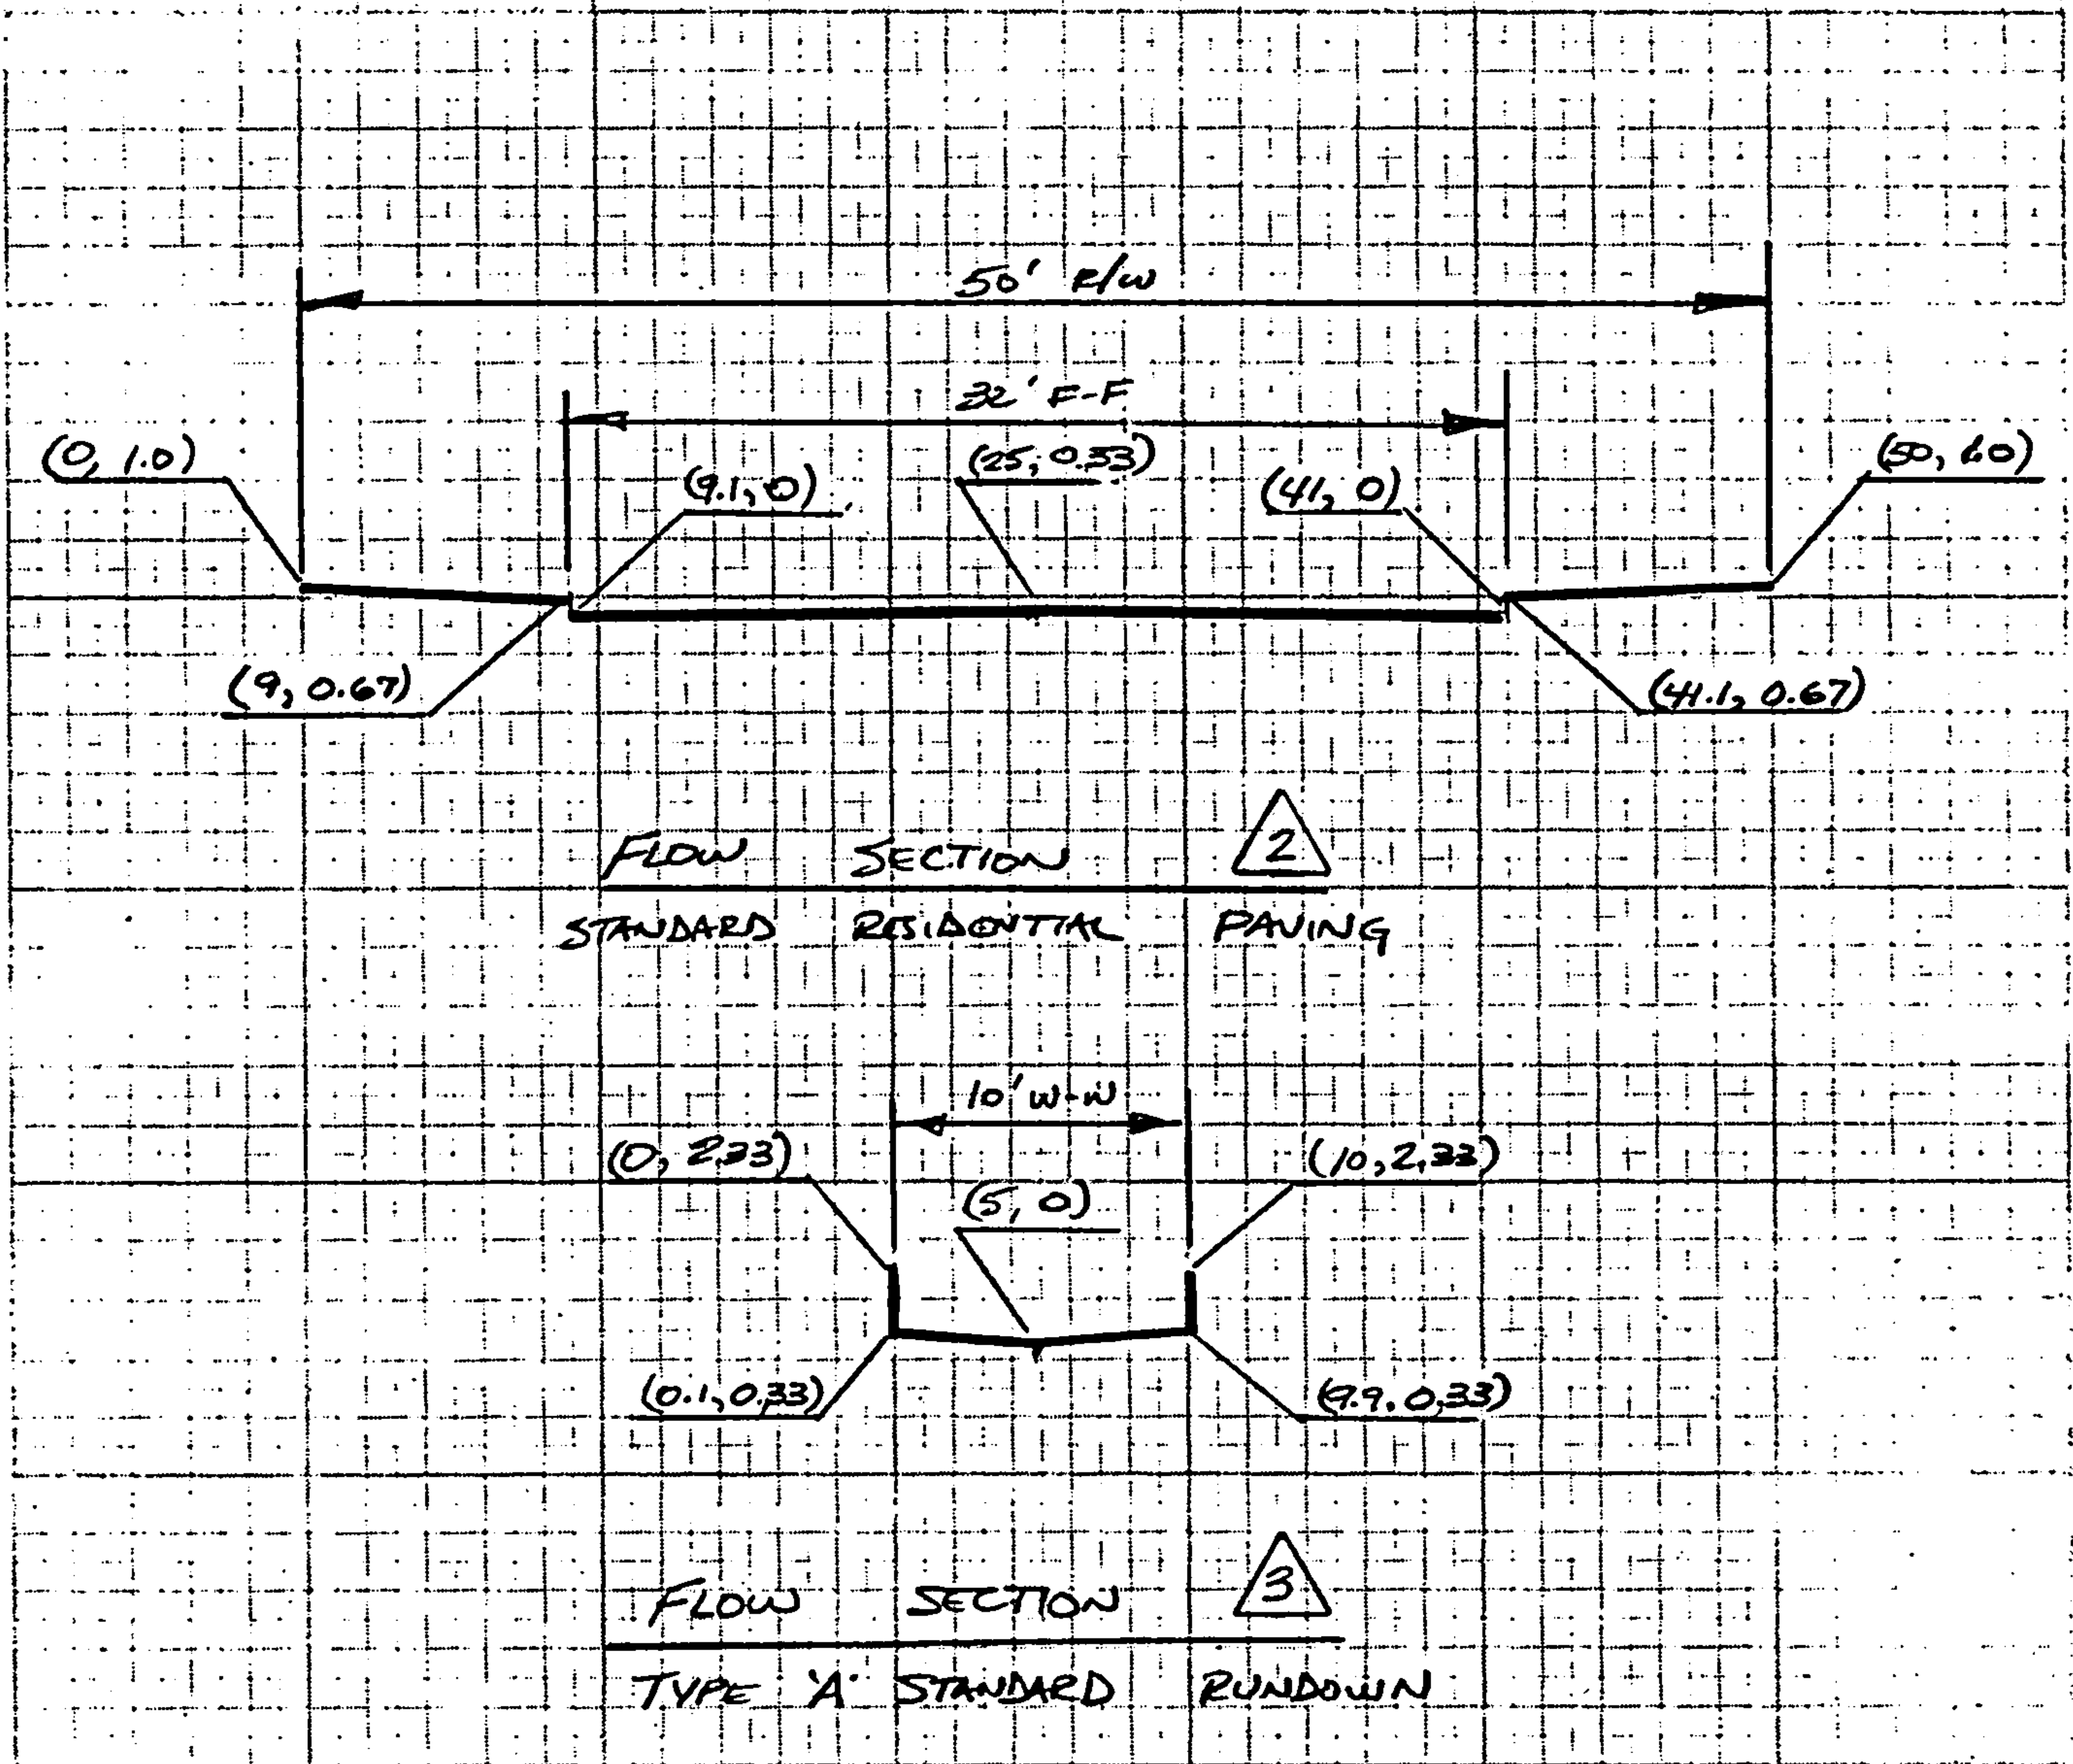 50' R/W
32' F-F
(0, 1.0)
(9.1, 0)
(25, 0.33)
(41, 0)
(50, 1.0)
(9, 0.67)
(41.1, 0.67)
FLOW SECTION 2
STANDARD RESIDENTIAL PAVING
10' W-W
(0, 2.33)
(5, 0)
(10, 2.33)
(0.1, 0.33)
(9.9, 0.33)
FLOW SECTION 3
TYPE 'A' STANDARD RUNDOWN